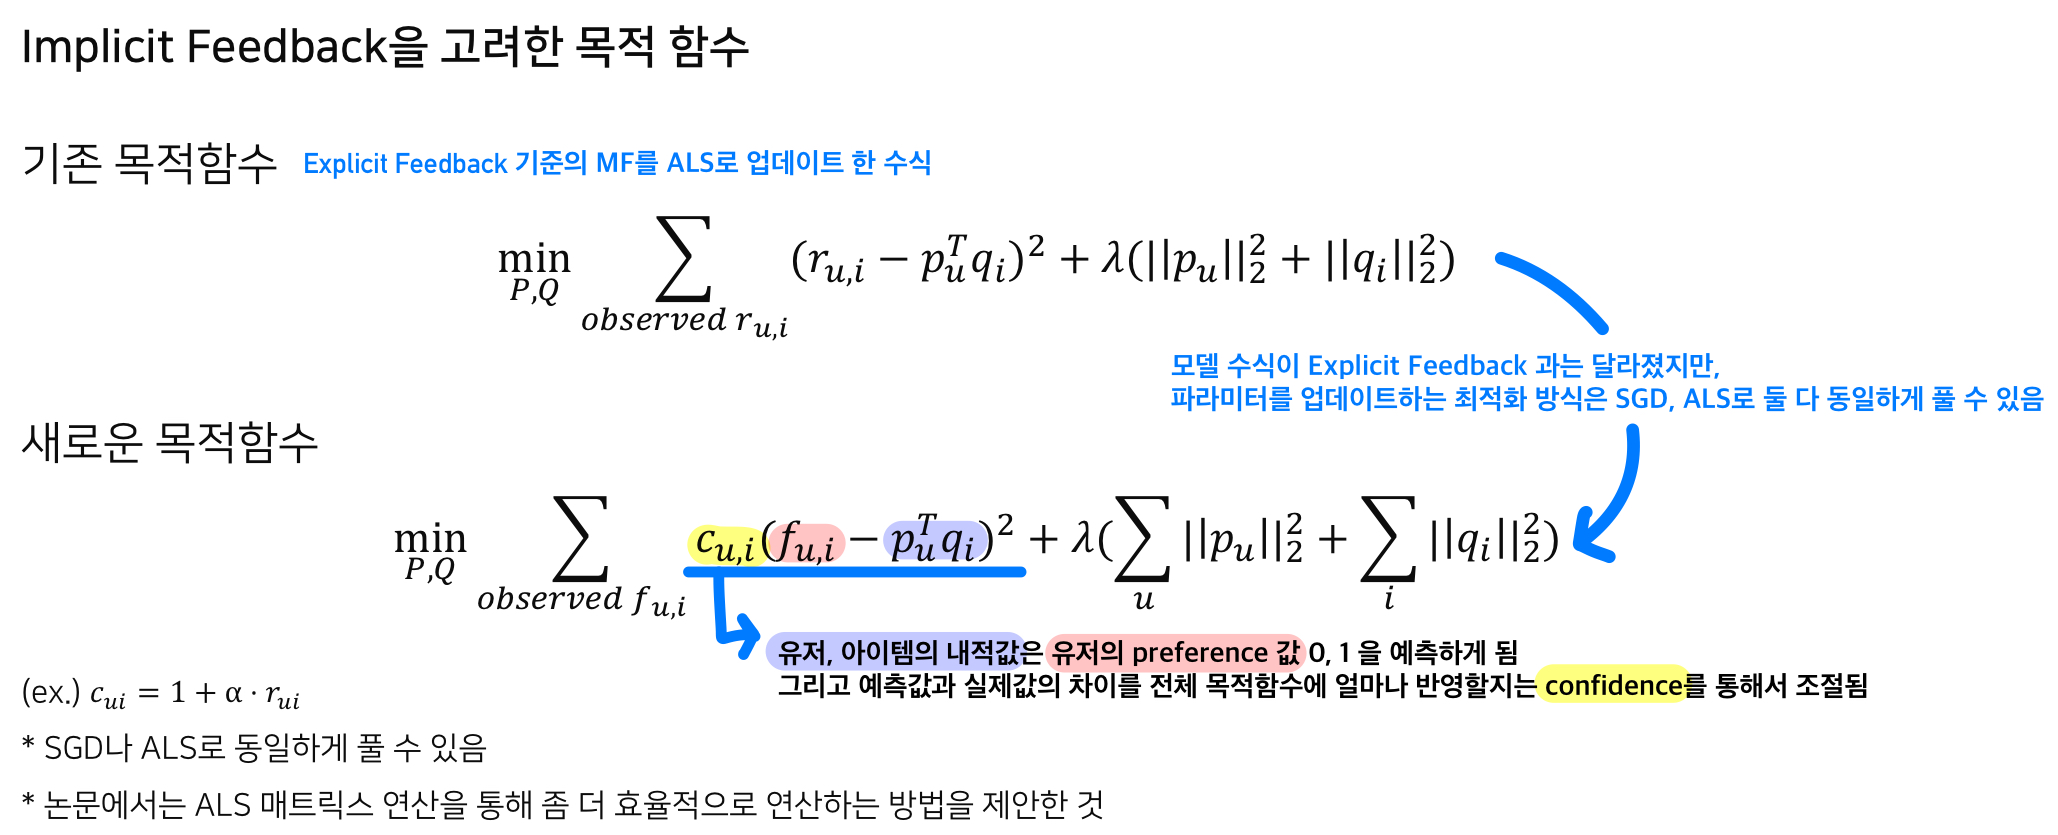 Implicit Feedback을 고려한 목적 함수
기존 목적함수 Explicit Feedback 기준의 MF를 ALS로 업데이트 한 수식
min_{P,Q} ∑_{observed r_{u,i}} (r_{u,i} − p_u^T q_i)^2 + λ(||p_u||_2^2 + ||q_i||_2^2)
모델 수식이 Explicit Feedback 과는 달라졌지만,
파라미터를 업데이트하는 최적화 방식은 SGD, ALS로 둘 다 동일하게 풀 수 있음
새로운 목적함수
min_{P,Q} ∑_{observed f_{u,i}} c_{u,i}(f_{u,i} − p_u^T q_i)^2 + λ(∑_u ||p_u||_2^2 + ∑_i ||q_i||_2^2)
유저, 아이템의 내적값은 유저의 preference 값 0, 1 을 예측하게 됨
그리고 예측값과 실제값의 차이를 전체 목적함수에 얼마나 반영할지는 confidence를 통해서 조절됨
(ex.) c_{ui} = 1 + α · r_{ui}
* SGD나 ALS로 동일하게 풀 수 있음
* 논문에서는 ALS 매트릭스 연산을 통해 좀 더 효율적으로 연산하는 방법을 제안한 것